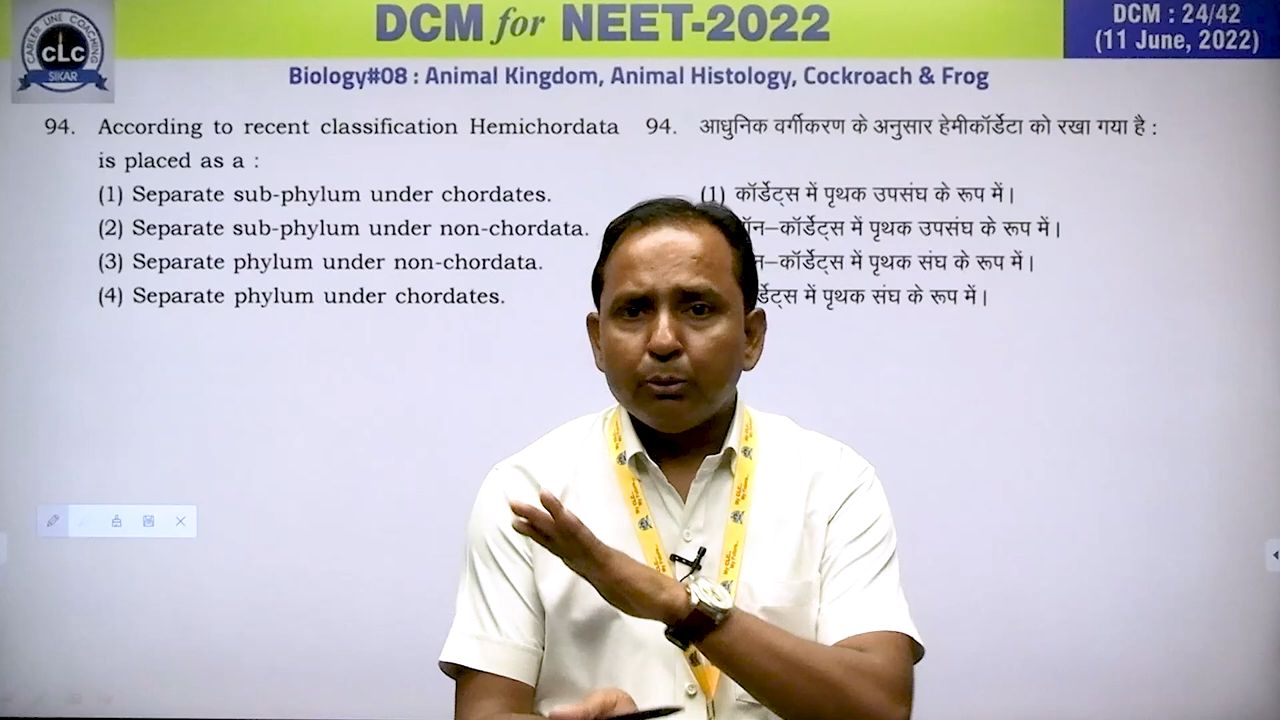 DCM for NEET-2022
DCM : 24/42
(11 June, 2022)
CAREER LINE COACHING
CLC
SIKAR
Biology#08 : Animal Kingdom, Animal Histology, Cockroach & Frog
94. According to recent classification Hemichordata
is placed as a :
(1) Separate sub-phylum under chordates.
(2) Separate sub-phylum under non-chordata.
(3) Separate phylum under non-chordata.
(4) Separate phylum under chordates.
94. आधुनिक वर्गीकरण के अनुसार हेमीकॉर्डेटा को रखा गया है :
(1) कॉर्डेट्स में पृथक उपसंघ के रूप में।
–कॉर्डेट्स में पृथक उपसंघ के रूप में।
–कॉर्डेट्स में पृथक संघ के रूप में।
में पृथक संघ के रूप में।